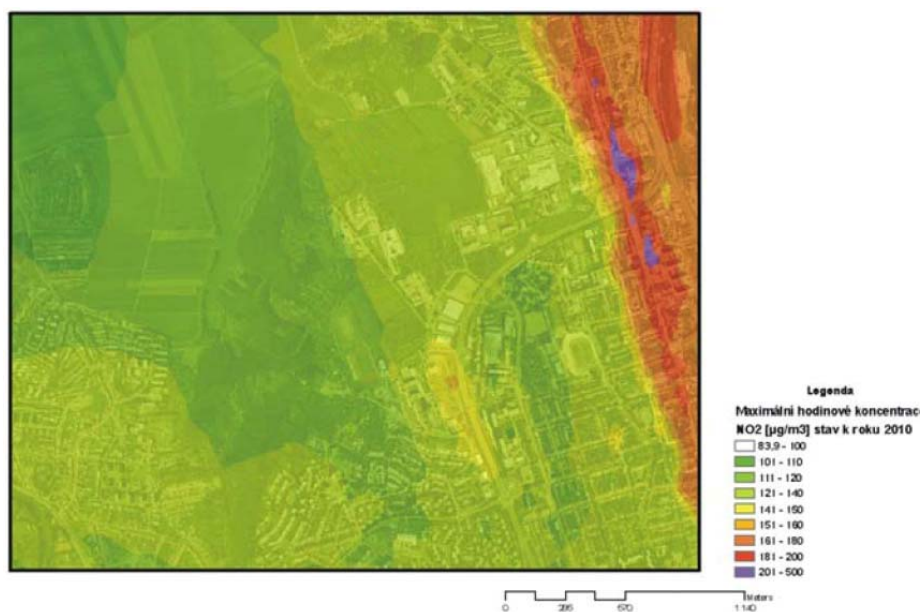 Legenda
Maximální hodinové koncentrace
NO2 [µg/m3] stav k roku 2010
83,9 - 100
101 - 110
111 - 120
121 - 140
141 - 150
151 - 160
161 - 180
181 - 200
201 - 500
Meters
0 285 570 1 140